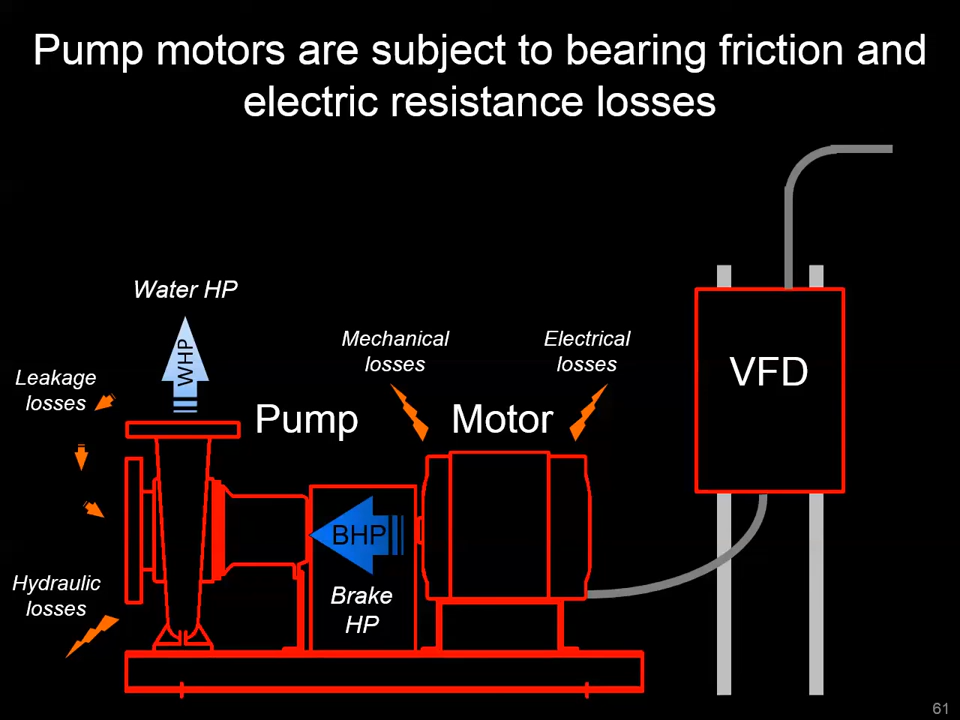 Pump motors are subject to bearing friction and
electric resistance losses
Water HP
WHP
Leakage
losses
Mechanical
losses
Electrical
losses
VFD
Pump
Motor
BHP
Brake
HP
Hydraulic
losses
61